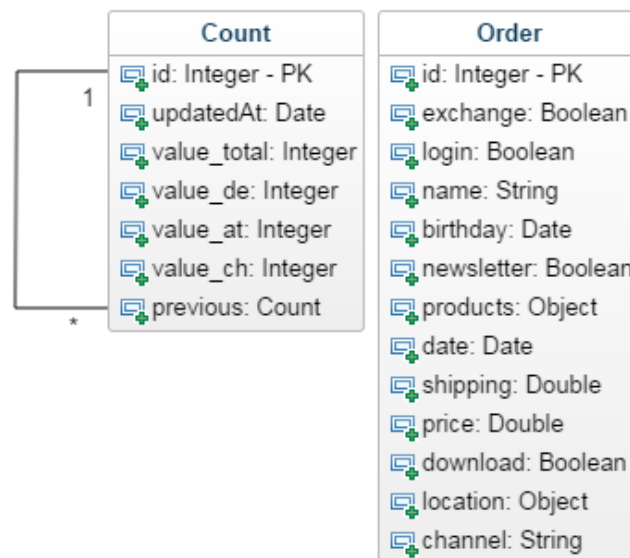 Count
id: Integer - PK
updatedAt: Date
value_total: Integer
value_de: Integer
value_at: Integer
value_ch: Integer
previous: Count
1
*
Order
id: Integer - PK
exchange: Boolean
login: Boolean
name: String
birthday: Date
newsletter: Boolean
products: Object
date: Date
shipping: Double
price: Double
download: Boolean
location: Object
channel: String